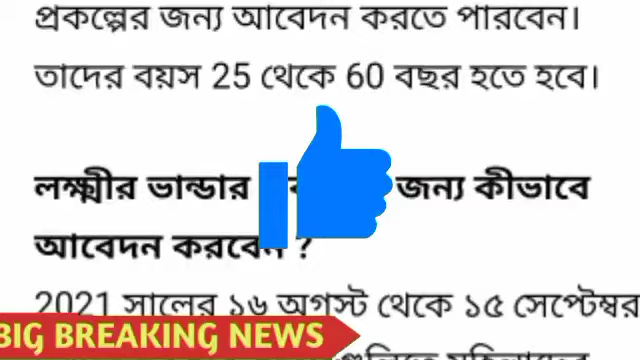 প্রকল্পের জন্য আবেদন করতে পারবেন।
তাদের বয়স 25 থেকে 60 বছর হতে হবে।
লক্ষ্মীর ভান্ডার জন্য কীভাবে
আবেদন করবেন ?
2021 সালের ১৬ অগস্ট থেকে ১৫ সেপ্টেম্বর
BIG BREAKING NEWS